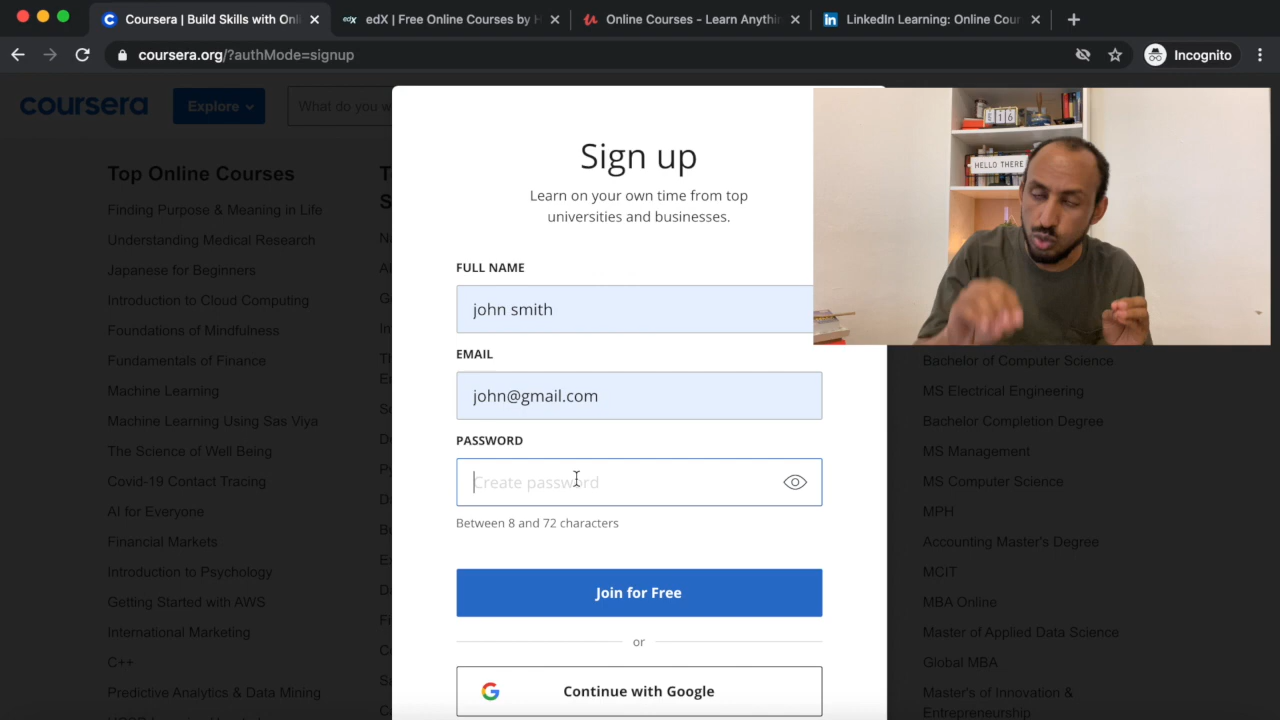 Coursera | Build Skills with Onli
edX | Free Online Courses by H
Online Courses - Learn Anythin
LinkedIn Learning: Online Cour
coursera.org/?authMode=signup
Incognito
coursera
Explore
What do you w
Sign up
Learn on your own time from top
universities and businesses.
FULL NAME
john smith
EMAIL
john@gmail.com
PASSWORD
Create password
Between 8 and 72 characters
Join for Free
or
Continue with Google
HELLO THERE
16
Top Online Courses
Finding Purpose & Meaning in Life
Understanding Medical Research
Japanese for Beginners
Introduction to Cloud Computing
Foundations of Mindfulness
Fundamentals of Finance
Machine Learning
Machine Learning Using Sas Viya
The Science of Well Being
Covid-19 Contact Tracing
AI for Everyone
Financial Markets
Introduction to Psychology
Getting Started with AWS
International Marketing
C++
Predictive Analytics & Data Mining
Bachelor of Computer Science
MS Electrical Engineering
Bachelor Completion Degree
MS Management
MS Computer Science
MPH
Accounting Master's Degree
MCIT
MBA Online
Master of Applied Data Science
Global MBA
Master's of Innovation &
Entrepreneurship